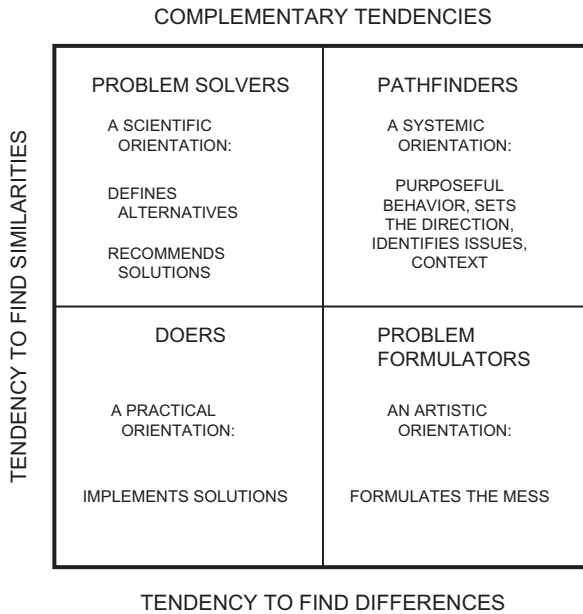 COMPLEMENTARY TENDENCIES
TENDENCY TO FIND SIMILARITIES
PROBLEM SOLVERS
A SCIENTIFIC
ORIENTATION:
DEFINES
ALTERNATIVES
RECOMMENDS
SOLUTIONS
PATHFINDERS
A SYSTEMIC
ORIENTATION:
PURPOSEFUL
BEHAVIOR, SETS
THE DIRECTION,
IDENTIFIES ISSUES,
CONTEXT
DOERS
A PRACTICAL
ORIENTATION:
IMPLEMENTS SOLUTIONS
PROBLEM
FORMULATORS
AN ARTISTIC
ORIENTATION:
FORMULATES THE MESS
TENDENCY TO FIND DIFFERENCES